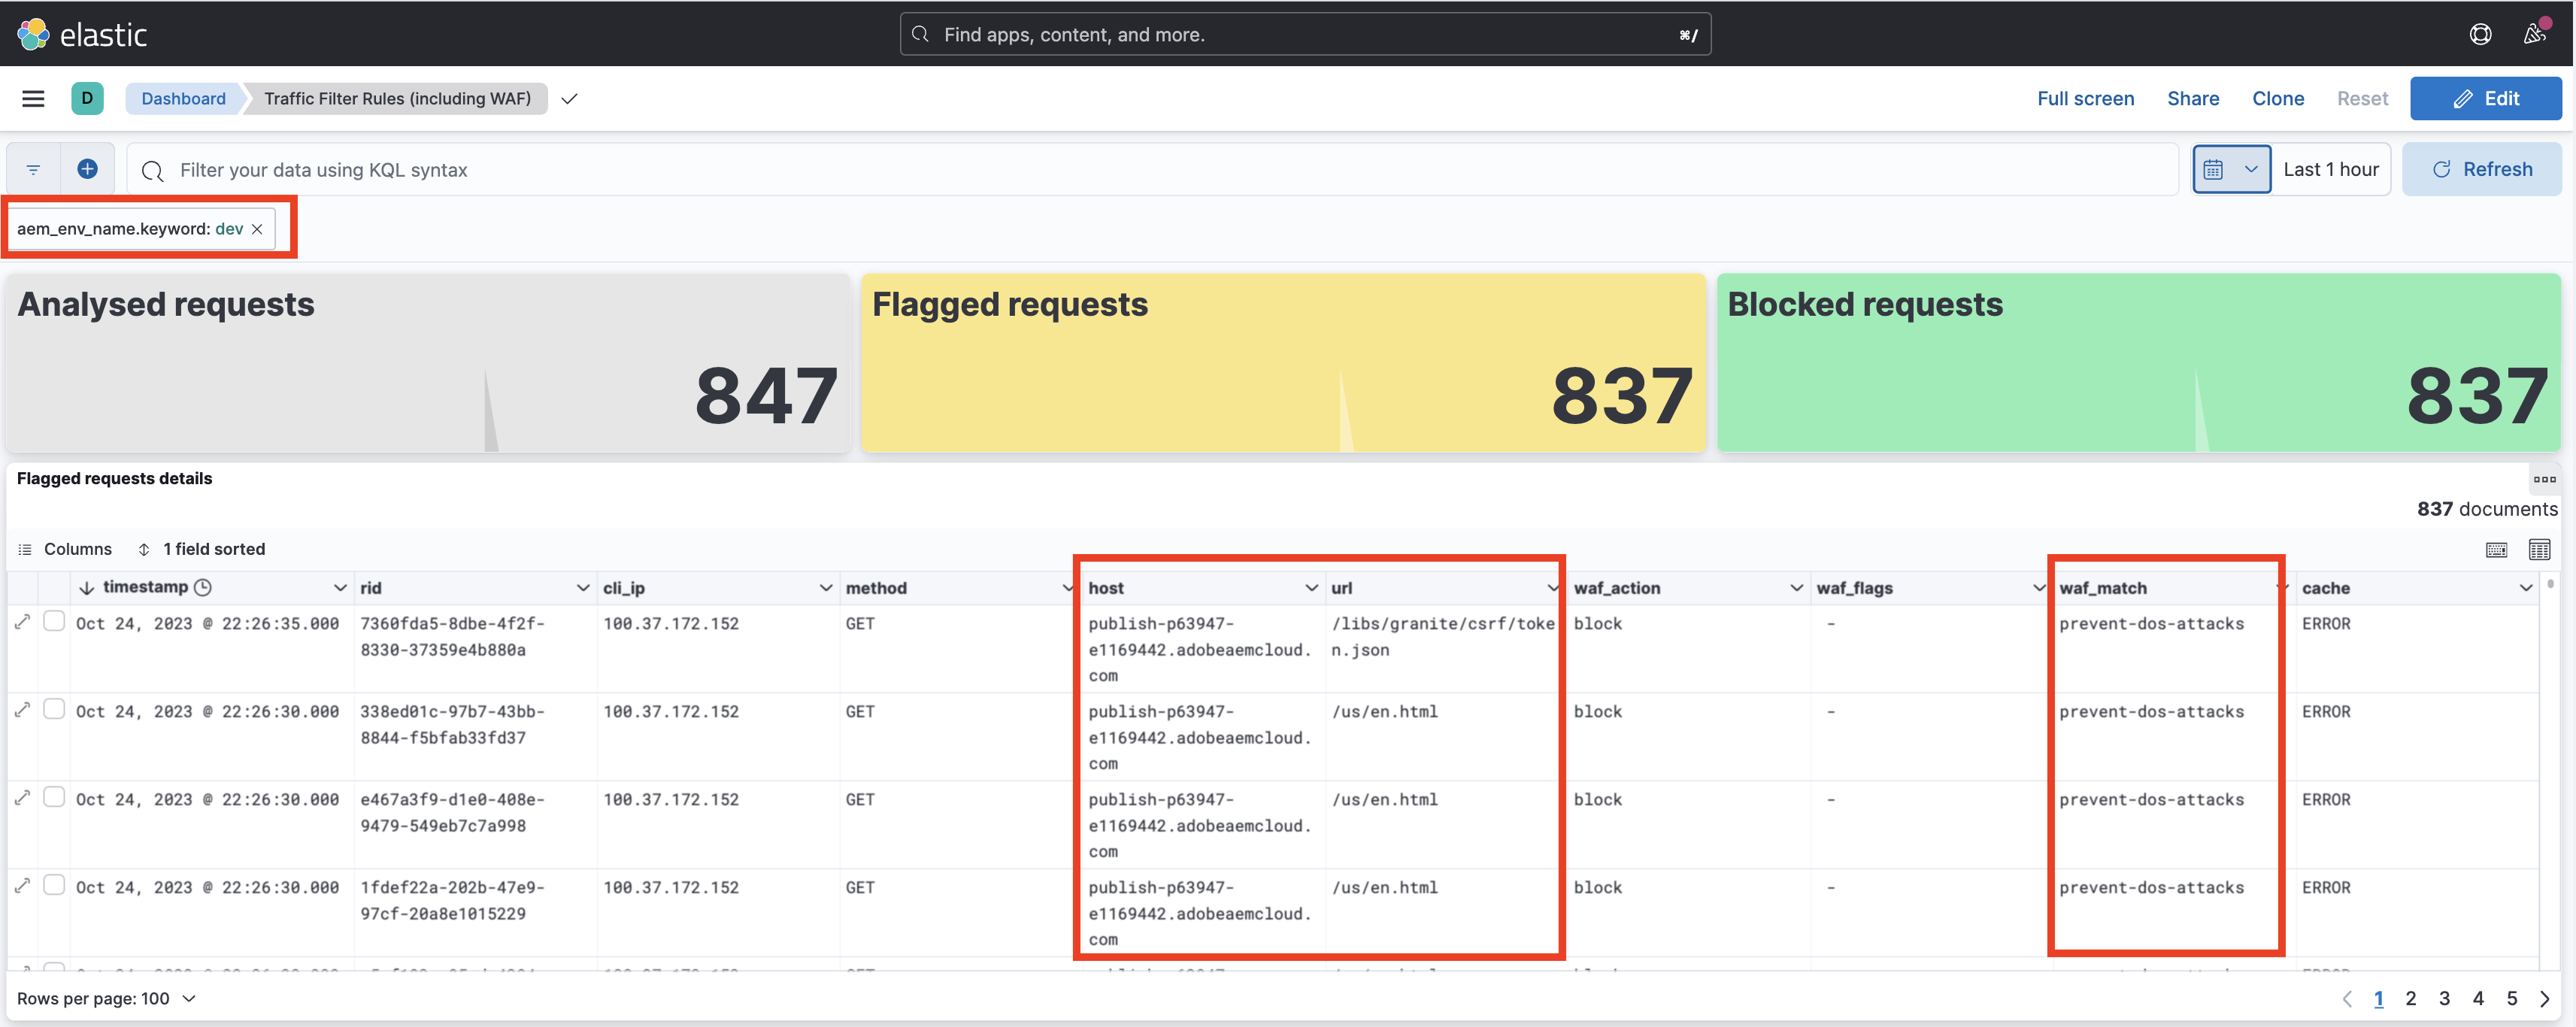 elastic
Find apps, content, and more.
⌘/
D
Dashboard
Traffic Filter Rules (including WAF)
Full screen
Share
Clone
Reset
Edit
Filter your data using KQL syntax
Last 1 hour
Refresh
aem_env_name.keyword: dev
Analysed requests
847
Flagged requests
837
Blocked requests
837
Flagged requests details
837 documents
Columns
1 field sorted
timestamp rid cli_ip method host url waf_action waf_flags waf_match cache
Oct 24, 2023 @ 22:26:35.000 7360fda5-8dbe-4f2f- 100.37.172.152 GET publish-p63947- /libs/granite/csrf/toke block - prevent-dos-attacks ERROR
8330-37359e4b880a e1169442.adobeaemcloud. n.json
com
Oct 24, 2023 @ 22:26:30.000 338ed01c-97b7-43bb- 100.37.172.152 GET publish-p63947- /us/en.html block - prevent-dos-attacks ERROR
8844-f5bfab33fd37 e1169442.adobeaemcloud.
com
Oct 24, 2023 @ 22:26:30.000 e467a3f9-d1e0-408e- 100.37.172.152 GET publish-p63947- /us/en.html block - prevent-dos-attacks ERROR
9479-549eb7c7a998 e1169442.adobeaemcloud.
com
Oct 24, 2023 @ 22:26:30.000 1fdef22a-202b-47e9- 100.37.172.152 GET publish-p63947- /us/en.html block - prevent-dos-attacks ERROR
97cf-20a8e1015229 e1169442.adobeaemcloud.
com
Rows per page: 100
1 2 3 4 5